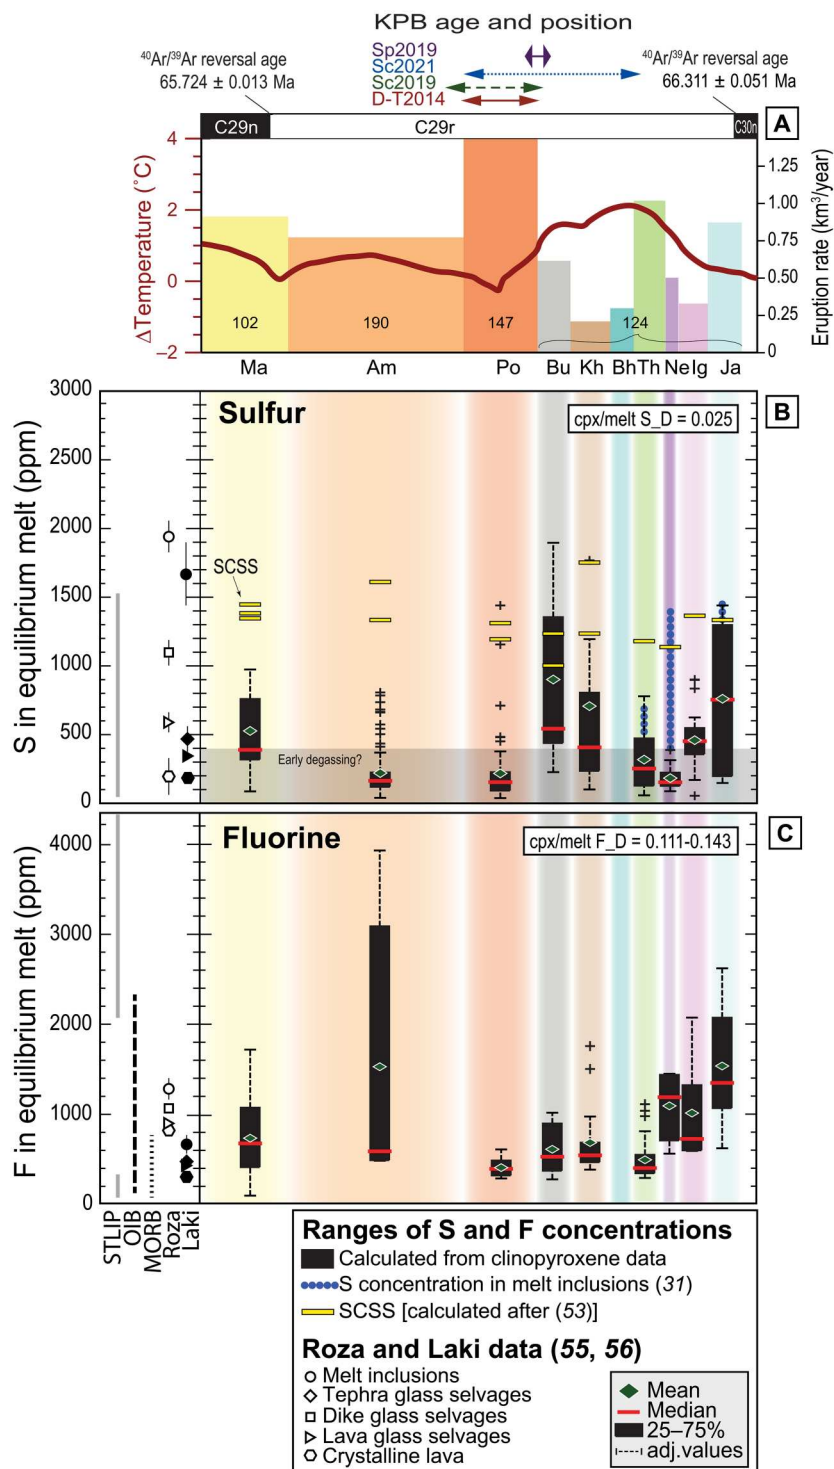 KPB age and position
40Ar/39Ar reversal age
65.724 ± 0.013 Ma
Sp2019
Sc2021
Sc2019
D-T2014
40Ar/39Ar reversal age
66.311 ± 0.051 Ma
C29n
C29r
C30n
A
ΔTemperature (˚C)
4
2
0
–2
1.25
1.00
0.75
0.50
0.25
0
Eruption rate (km3/year)
102
190
147
124
Ma
Am
Po
Bu
Kh
Bh
Th
Ne
Ig
Ja
B
Sulfur
cpx/melt S_D = 0.025
S in equilibrium melt (ppm)
3000
2500
2000
1500
1000
500
0
SCSS
Early degassing?
C
Fluorine
cpx/melt F_D = 0.111-0.143
F in equilibrium melt (ppm)
4000
3000
2000
1000
0
STLIP
OIB
MORB
Roza
Laki
Ranges of S and F concentrations
Calculated from clinopyroxene data
S concentration in melt inclusions (31)
SCSS [calculated after (53)]
Roza and Laki data (55, 56)
Melt inclusions
Tephra glass selvages
Dike glass selvages
Lava glass selvages
Crystalline lava
Mean
Median
25–75%
adj.values